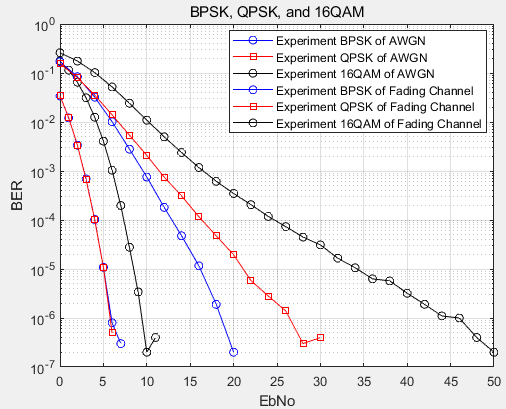 BPSK, QPSK, and 16QAM
10^0
10^-1
10^-2
10^-3
10^-4
10^-5
10^-6
10^-7
BER
Experiment BPSK of AWGN
Experiment QPSK of AWGN
Experiment 16QAM of AWGN
Experiment BPSK of Fading Channel
Experiment QPSK of Fading Channel
Experiment 16QAM of Fading Channel
0 5 10 15 20 25 30 35 40 45 50
EbNo